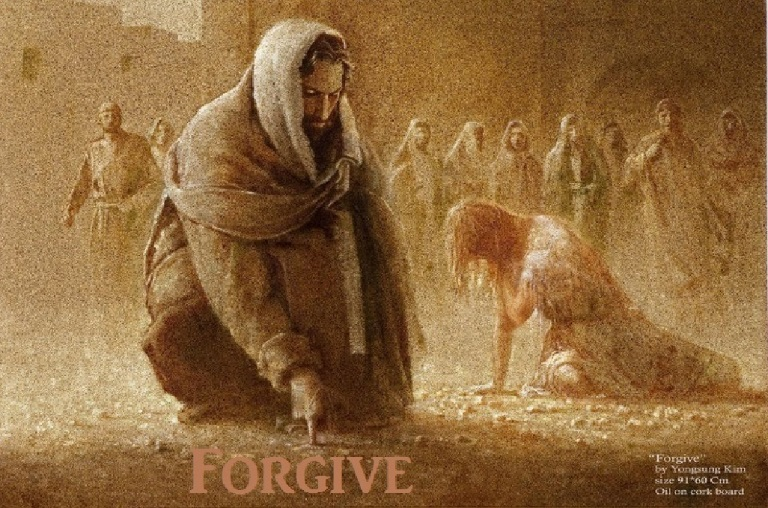 FORGIVE
"Forgive"
by Yongsung Kim
size 91*60 Cm
Oil on cork board